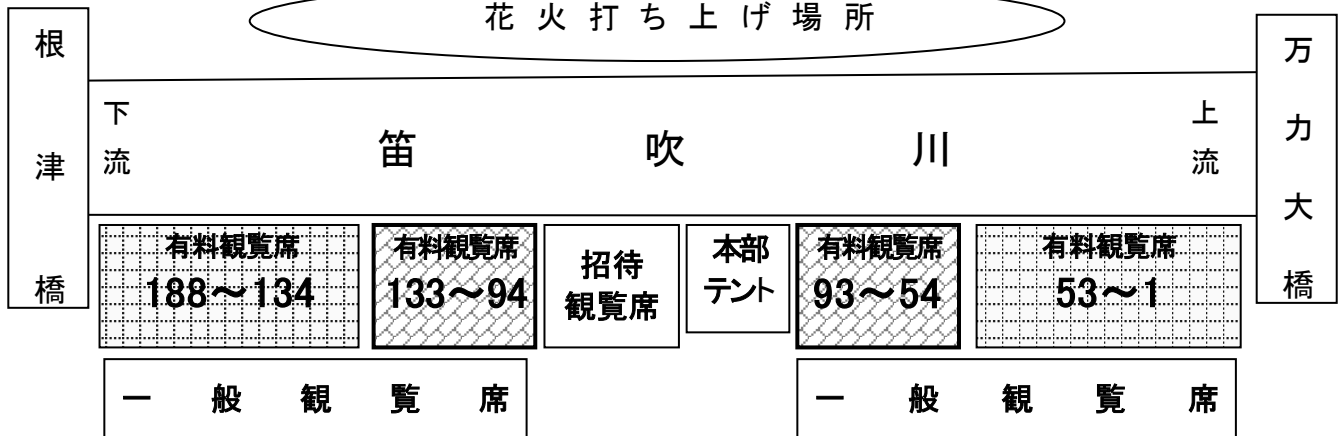 花火打ち上げ場所
根津橋
万力大橋
下流
笛吹川
上流
有料観覧席
188～134
有料観覧席
133～94
招待
観覧席
本部
テント
有料観覧席
93～54
有料観覧席
53～1
一般観覧席
一般観覧席